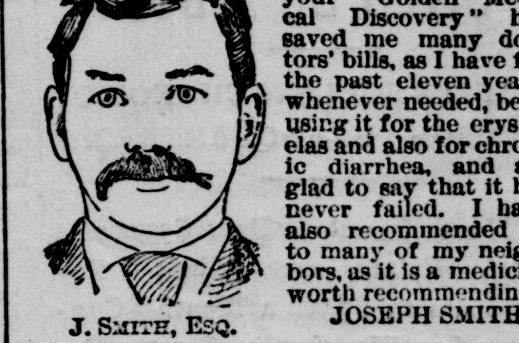 your "Golden Med
cal Discovery" h
saved me many do
tors' bills, as I have
the past eleven yea
whenever needed, be
using it for the erys
elas and also for chro
ic diarrhea, and a
glad to say that it h
never failed. I ha
also recommended
to many of my neig
bors, as it is a medici
worth recommendin
JOSEPH SMITH
J. SMITH, ESQ.